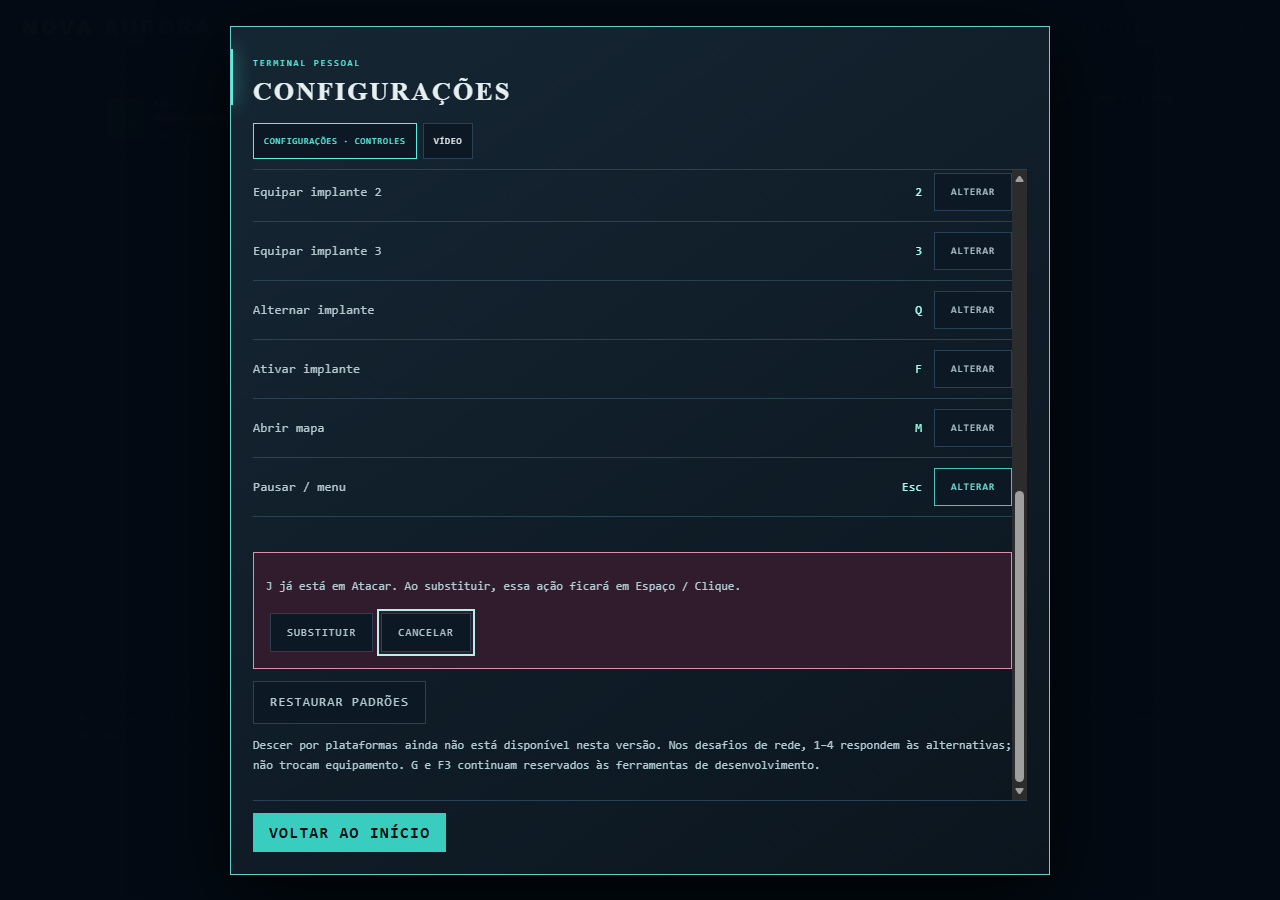 TERMINAL PESSOAL
CONFIGURAÇÕES
CONFIGURAÇÕES · CONTROLES VÍDEO
Equipar implante 2 2 ALTERAR
Equipar implante 3 3 ALTERAR
Alternar implante Q ALTERAR
Ativar implante F ALTERAR
Abrir mapa M ALTERAR
Pausar / menu Esc ALTERAR
J já está em Atacar. Ao substituir, essa ação ficará em Espaço / Clique.
SUBSTITUIR CANCELAR
RESTAURAR PADRÕES
Descer por plataformas ainda não está disponível nesta versão. Nos desafios de rede, 1–4 respondem às alternativas;
não trocam equipamento. G e F3 continuam reservados às ferramentas de desenvolvimento.
VOLTAR AO INÍCIO